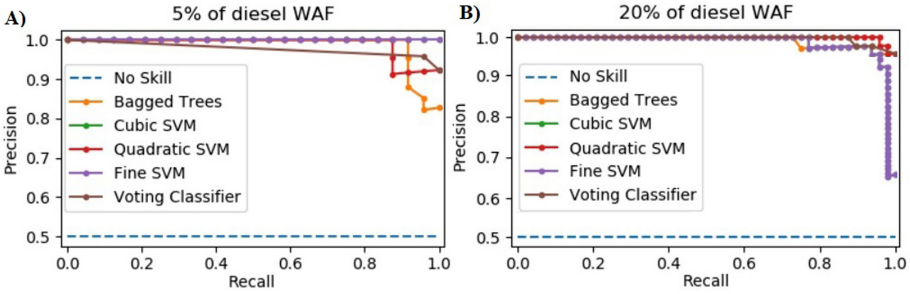 A)
5% of diesel WAF
Precision
1.0
0.9
0.8
0.7
0.6
0.5
No Skill
Bagged Trees
Cubic SVM
Quadratic SVM
Fine SVM
Voting Classifier
0.0
0.2
0.4
0.6
0.8
1.0
Recall
B)
20% of diesel WAF
Precision
1.0
0.9
0.8
0.7
0.6
0.5
No Skill
Bagged Trees
Cubic SVM
Quadratic SVM
Fine SVM
Voting Classifier
0.0
0.2
0.4
0.6
0.8
1.0
Recall